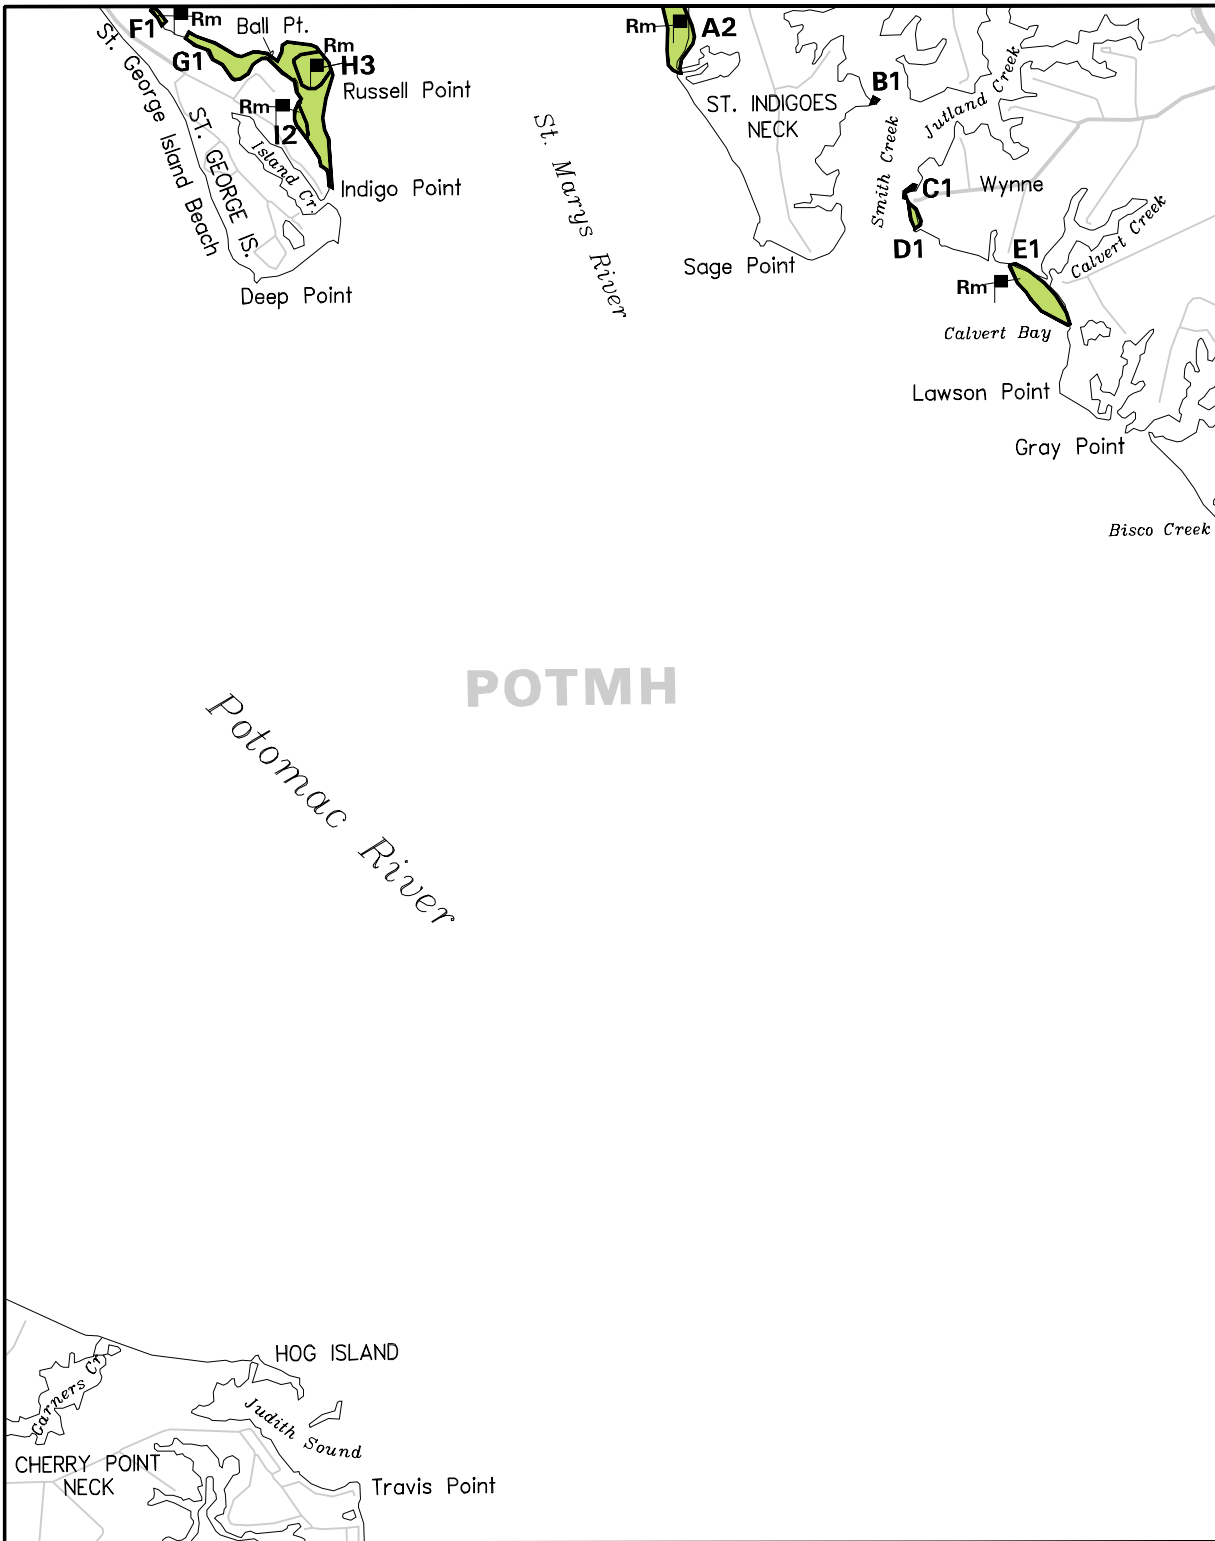 F1
Rm
Ball Pt.
Rm
G1
H3
Russell Point
Rm
I2
St. George Island Beach
ST. GEORGE IS.
Island Cr.
Indigo Point
Deep Point
St. Marys River
Rm
A2
ST. INDIGOES
NECK
B1
Jutland Creek
Smith Creek
C1
Wynne
D1
E1
Calvert Creek
Sage Point
Rm
Calvert Bay
Lawson Point
Gray Point
Bisco Creek
POTMH
Potomac River
HOG ISLAND
Garners Cr
Judith Sound
CHERRY POINT
NECK
Travis Point